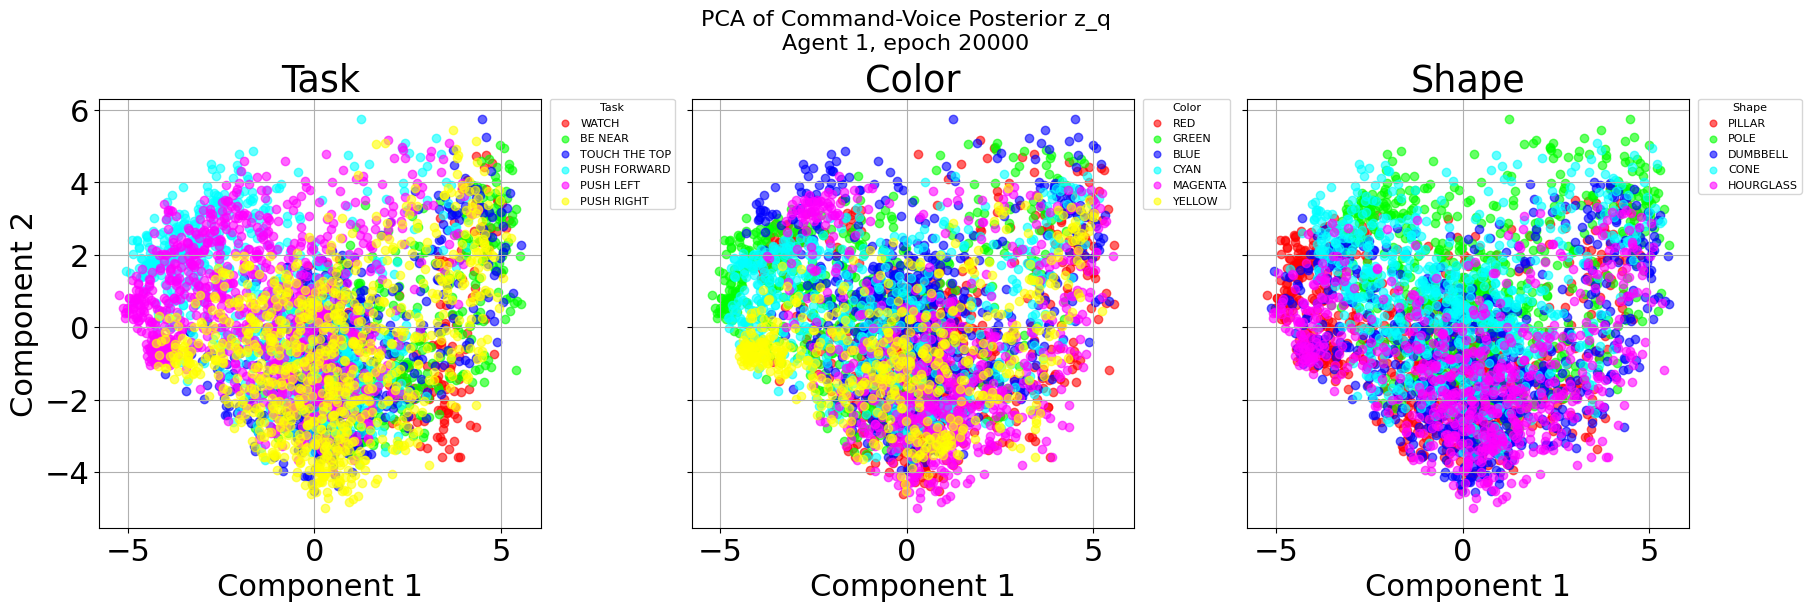 PCA of Command-Voice Posterior z_q
Agent 1, epoch 20000
Task
6
4
2
0
−2
−4
Component 2
−5 0 5
Component 1
Task
WATCH
BE NEAR
TOUCH THE TOP
PUSH FORWARD
PUSH LEFT
PUSH RIGHT
Color
−5 0 5
Component 1
Color
RED
GREEN
BLUE
CYAN
MAGENTA
YELLOW
Shape
−5 0 5
Component 1
Shape
PILLAR
POLE
DUMBBELL
CONE
HOURGLASS